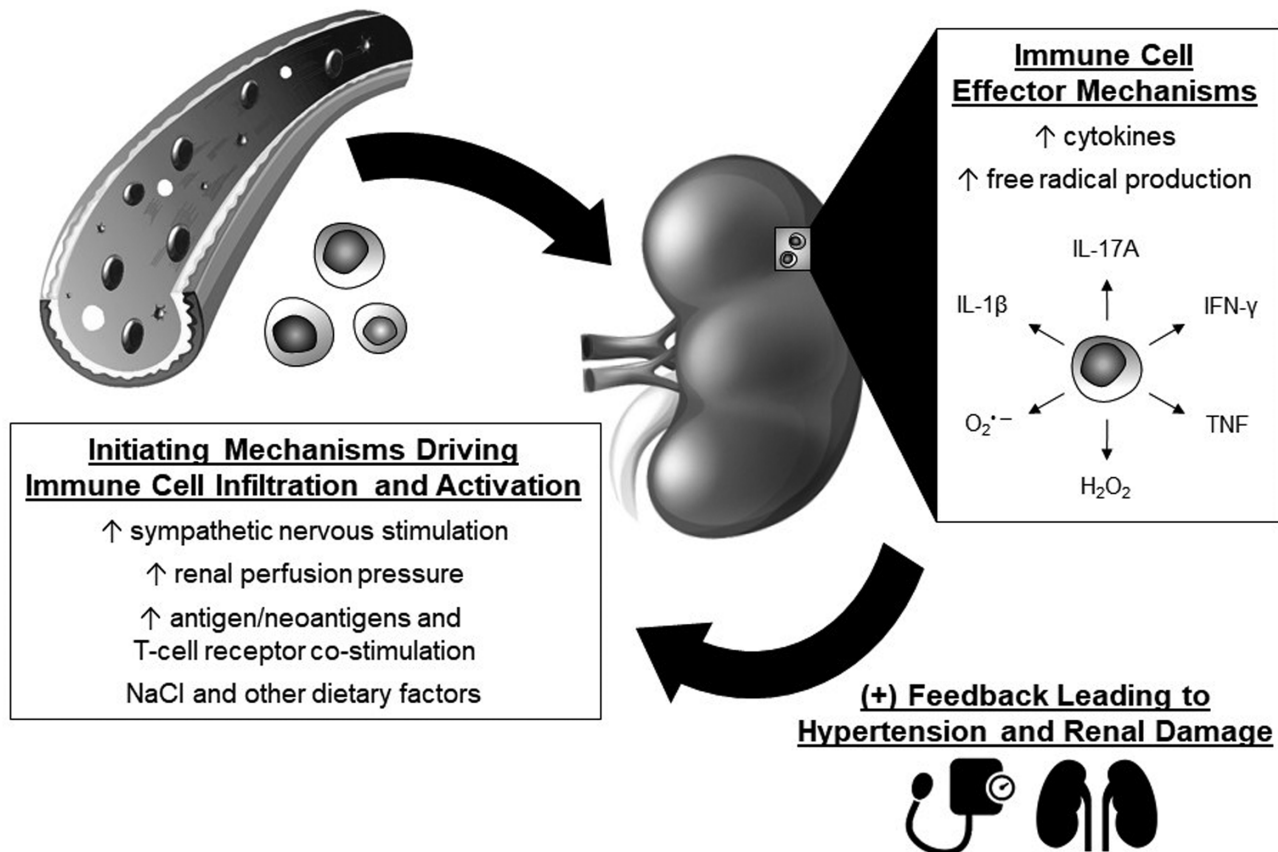 Immune Cell
Effector Mechanisms
↑ cytokines
↑ free radical production
IL-17A
IL-1β
IFN-γ
O₂•−
TNF
H₂O₂
Initiating Mechanisms Driving
Immune Cell Infiltration and Activation
↑ sympathetic nervous stimulation
↑ renal perfusion pressure
↑ antigen/neoantigens and
T-cell receptor co-stimulation
NaCl and other dietary factors
(+) Feedback Leading to
Hypertension and Renal Damage